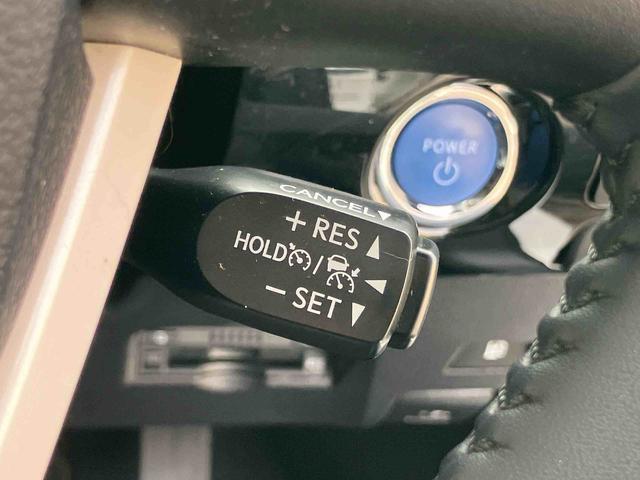 POWER
CANCEL
+ RES
HOLD /
− SET